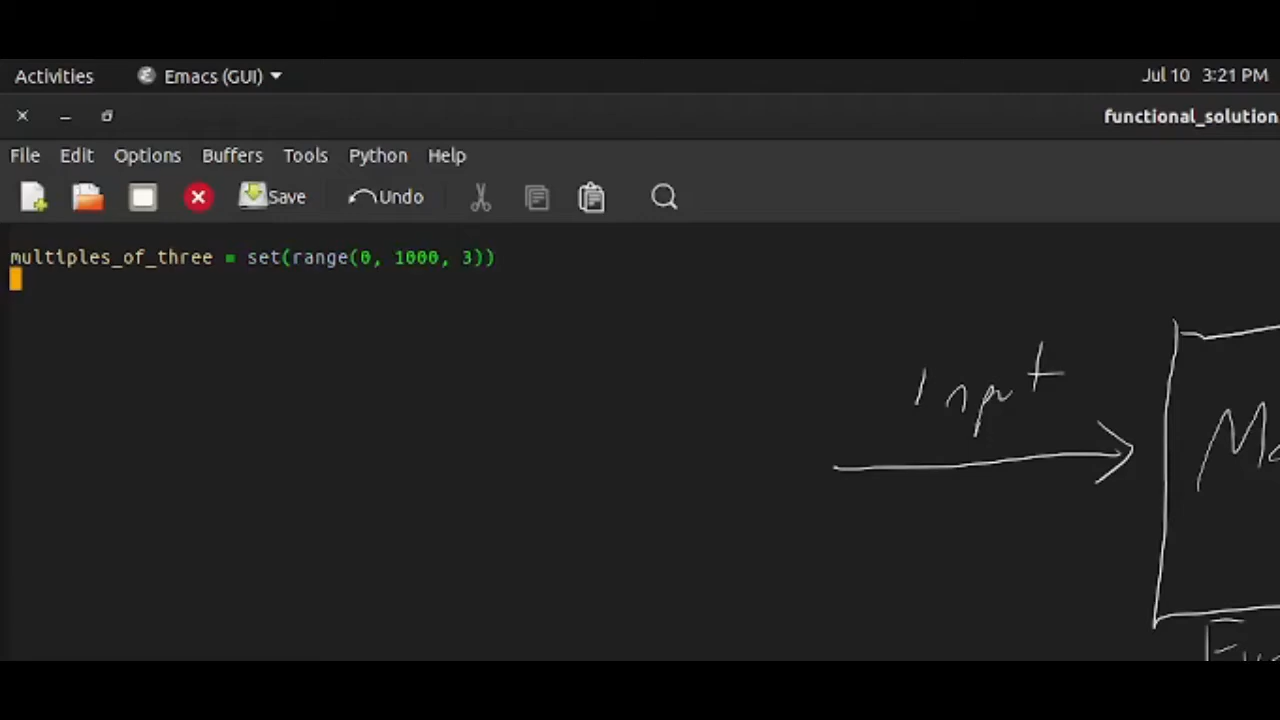 Activities Emacs (GUI) Jul 10 3:21 PM
functional_solution
File Edit Options Buffers Tools Python Help
Save Undo
multiples_of_three = set(range(0, 1000, 3))
Input